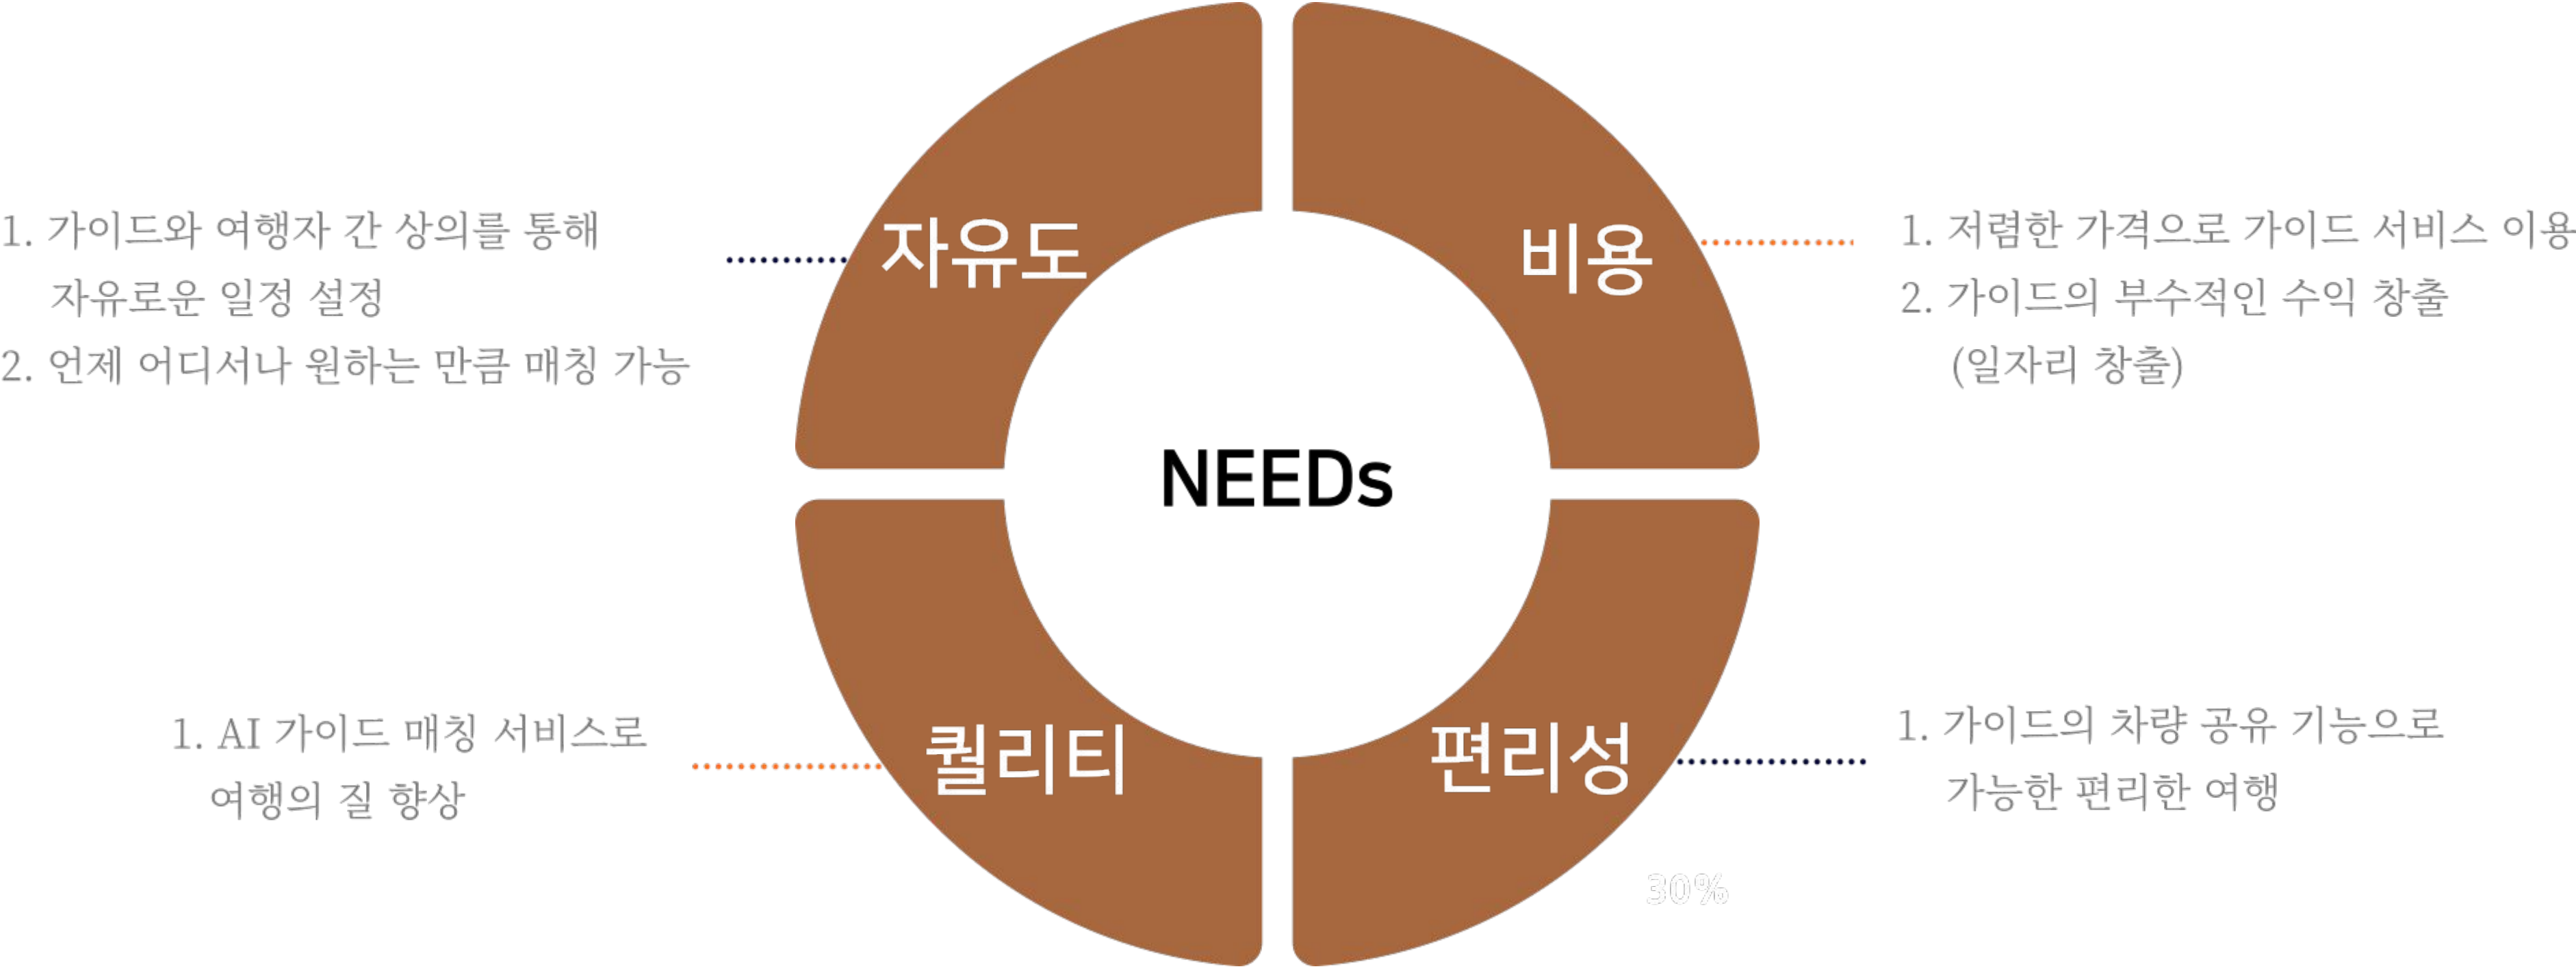 자유도
1. 가이드와 여행자 간 상의를 통해
자유로운 일정 설정
2. 언제 어디서나 원하는 만큼 매칭 가능
비용
1. 저렴한 가격으로 가이드 서비스 이용
2. 가이드의 부수적인 수익 창출
(일자리 창출)
NEEDs
퀄리티
1. AI 가이드 매칭 서비스로
여행의 질 향상
편리성
1. 가이드의 차량 공유 기능으로
가능한 편리한 여행
30%